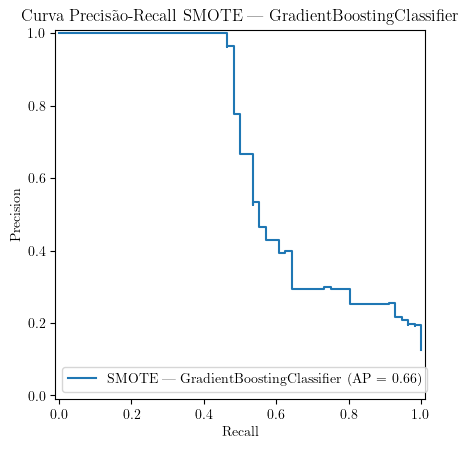 Curva Precisão-Recall SMOTE — GradientBoostingClassifier
1.0
0.8
0.6
0.4
0.2
0.0
Precision
SMOTE — GradientBoostingClassifier (AP = 0.66)
0.0 0.2 0.4 0.6 0.8 1.0
Recall